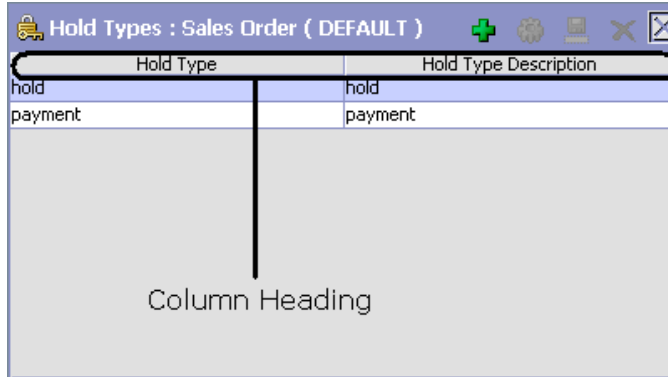 Hold Types : Sales Order ( DEFAULT )
Hold Type Hold Type Description
hold hold
payment payment
Column Heading